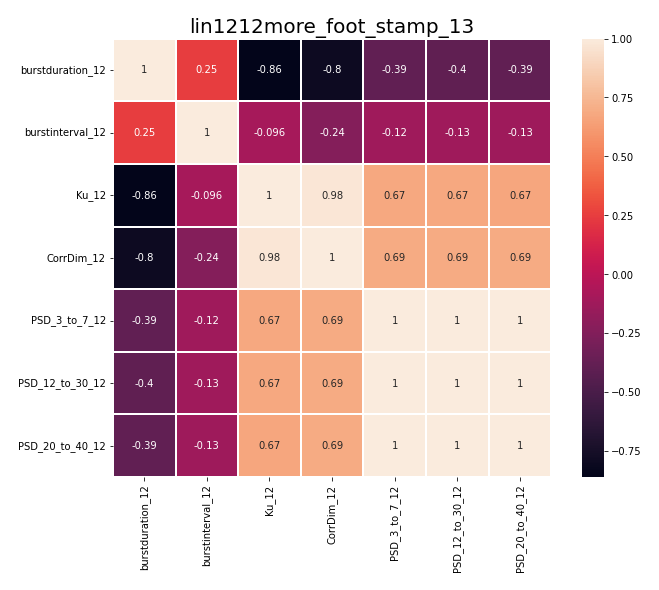 lin1212more_foot_stamp_13
burstduration_12 1 0.25 -0.86 -0.8 -0.39 -0.4 -0.39
burstinterval_12 0.25 1 -0.096 -0.24 -0.12 -0.13 -0.13
Ku_12 -0.86 -0.096 1 0.98 0.67 0.67 0.67
CorrDim_12 -0.8 -0.24 0.98 1 0.69 0.69 0.69
PSD_3_to_7_12 -0.39 -0.12 0.67 0.69 1 1 1
PSD_12_to_30_12 -0.4 -0.13 0.67 0.69 1 1 1
PSD_20_to_40_12 -0.39 -0.13 0.67 0.69 1 1 1
burstduration_12
burstinterval_12
Ku_12
CorrDim_12
PSD_3_to_7_12
PSD_12_to_30_12
PSD_20_to_40_12
1.00
0.75
0.50
0.25
0.00
−0.25
−0.50
−0.75